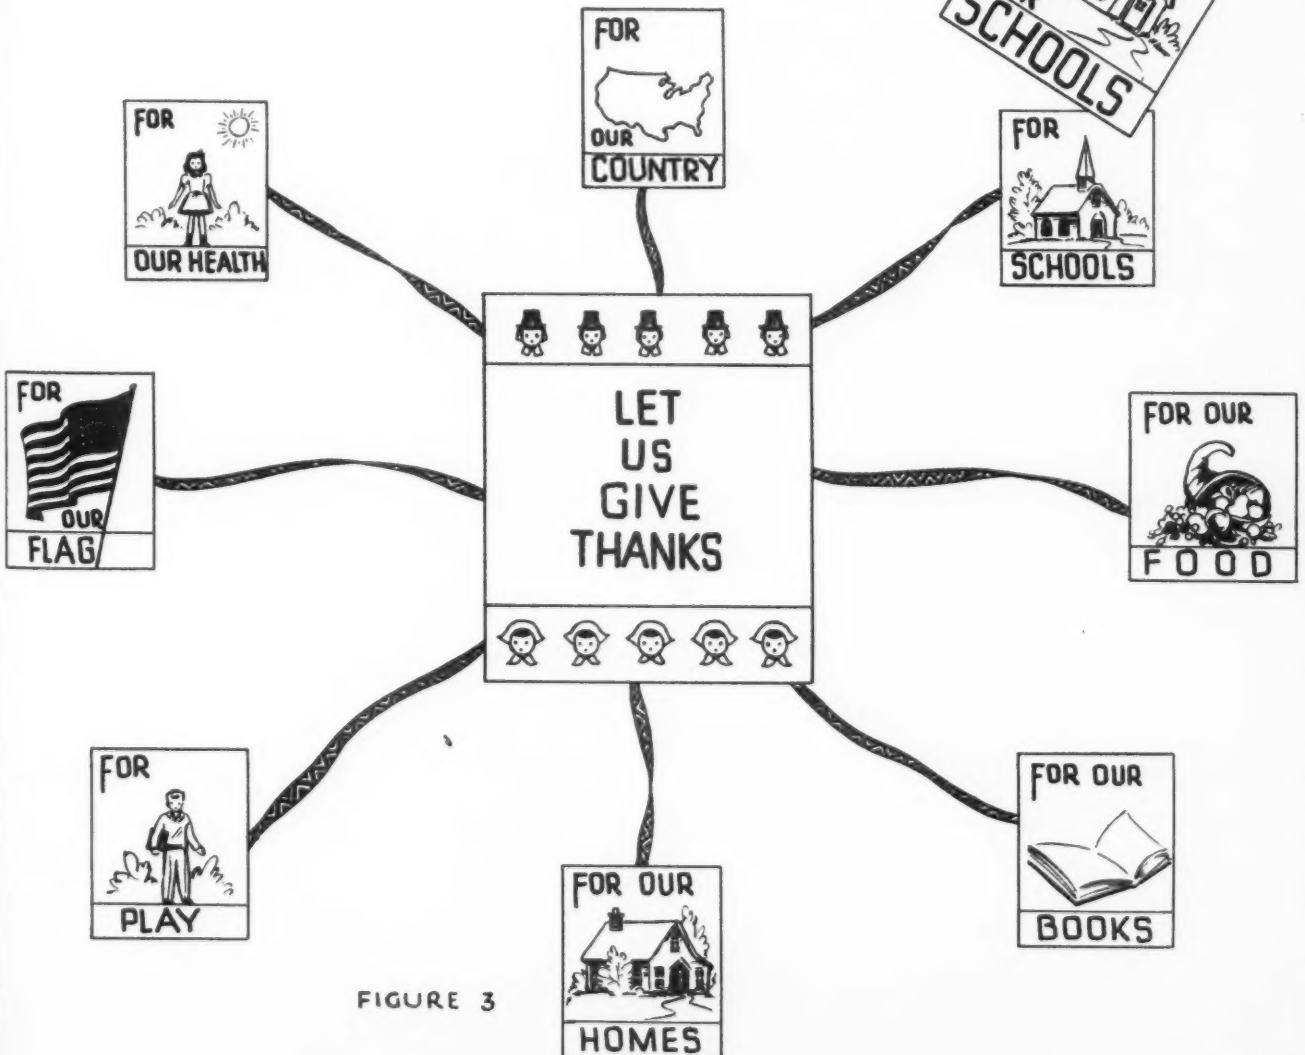 SCHOOLS
FOR
OUR
COUNTRY
FOR
OUR HEALTH
FOR
SCHOOLS
FOR
OUR
FLAG
LET
US
GIVE
THANKS
FOR OUR
FOOD
FOR
PLAY
FOR OUR
HOMES
FOR OUR
BOOKS
FIGURE 3